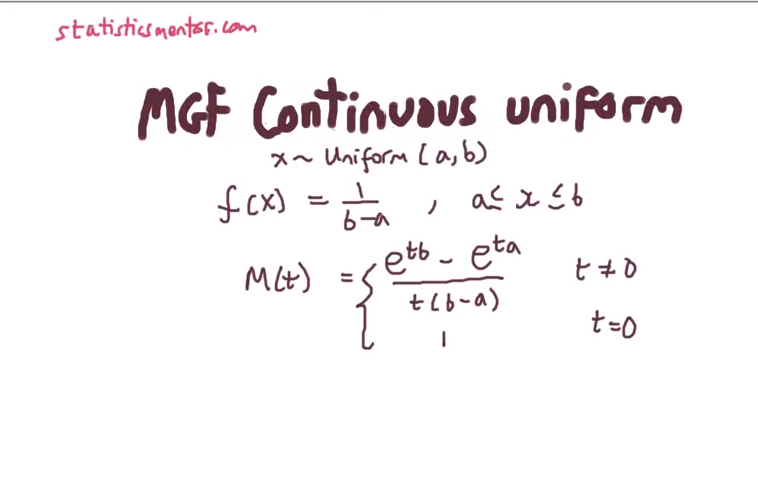 statisticsmentor.com
MGF Continuous uniform
x ~ Uniform (a, b)
f(x) = 1/(b-a) , a ≤ x ≤ b
M(t) = { (e^{tb} - e^{ta})/(t(b-a)) t ≠ 0
1 t=0